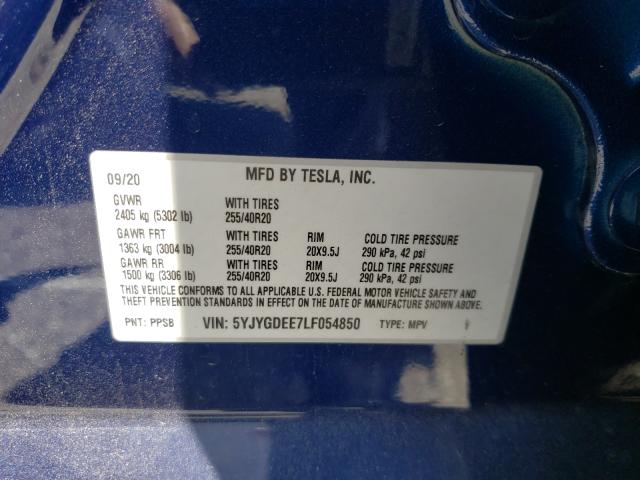 09/20 MFD BY TESLA, INC.
GVWR WITH TIRES
2405 kg (5302 lb) 255/40R20
GAWR FRT WITH TIRES RIM COLD TIRE PRESSURE
1363 kg (3004 lb) 255/40R20 20X9.5J 290 kPa, 42 psi
GAWR RR WITH TIRES RIM COLD TIRE PRESSURE
1500 kg (3306 lb) 255/40R20 20X9.5J 290 kPa, 42 psi
THIS VEHICLE CONFORMS TO ALL APPLICABLE U.S. FEDERAL MOTOR VEHICLE SAFETY AND
THEFT PREVENTION STANDARDS IN EFFECT ON THE DATE OF MANUFACTURE SHOWN ABOVE.
PNT: PPSB VIN: 5YJYGDEE7LF054850 TYPE: MPV